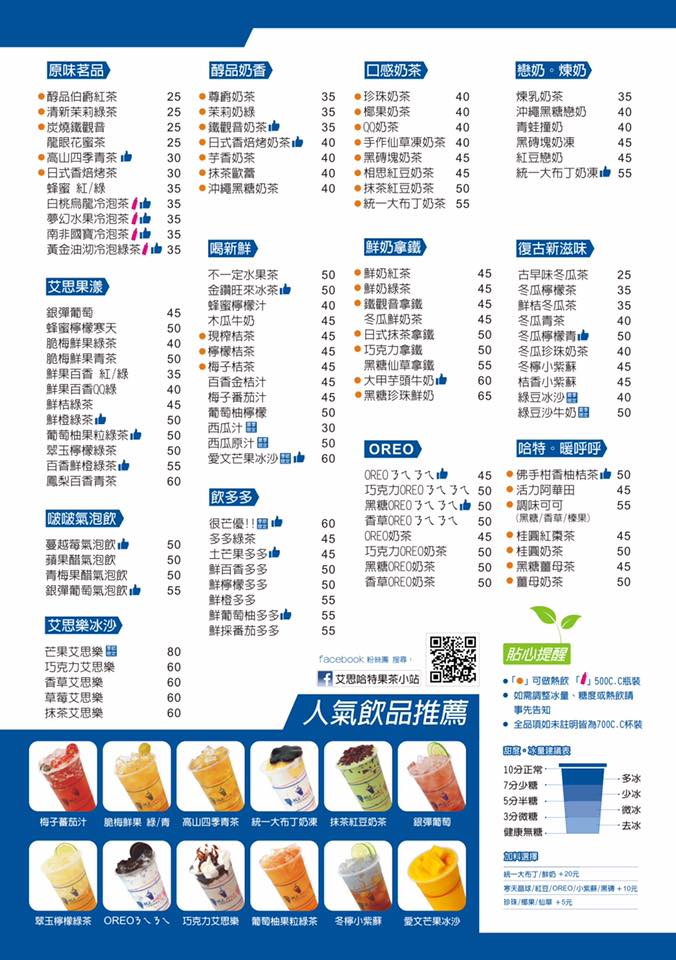 原味茗品
醇品伯爵紅茶 25
清新茉莉綠茶 25
炭燒鐵觀音 25
龍眼花蜜茶 25
高山四季青茶 30
日式香焙烤茶 30
蜂蜜 紅/綠 35
白桃烏龍冷泡茶 35
夢幻水果冷泡茶 35
南非國寶冷泡茶 35
黃金油沏冷泡綠茶 35
艾思果漾
銀彈葡萄 45
蜂蜜檸檬寒天 50
脆梅鮮果綠茶 40
脆梅鮮果青茶 50
鮮果百香 紅/綠 35
鮮果百香QQ綠 40
鮮桔綠茶 45
鮮橙綠茶 50
葡萄柚果粒綠茶 50
翠玉檸檬綠茶 50
百香鮮橙綠茶 55
鳳梨百香青茶 60
啵啵氣泡飲
蔓越莓氣泡飲 50
蘋果醋氣泡飲 50
青梅果醋氣泡飲 50
銀彈葡萄氣泡飲 55
艾思樂冰沙
芒果艾思樂 80
巧克力艾思樂 60
香草艾思樂 60
草莓艾思樂 60
抹茶艾思樂 60
醇品奶香
尊爵奶茶 35
茉莉奶綠 35
鐵觀音奶茶 35
日式香焙烤奶茶 40
芋香奶茶 40
抹茶歐蕾 40
沖繩黑糖奶茶 40
喝新鮮
不一定水果茶 50
金鑽旺來冰茶 50
蜂蜜檸檬汁 40
木瓜牛奶 45
現榨桔茶 45
檸檬桔茶 45
梅子桔茶 45
百香金桔汁 45
梅子番茄汁 45
葡萄柚檸檬 50
西瓜汁 30
西瓜原汁 50
愛文芒果冰沙 60
飲多多
很芒優!! 60
多多綠茶 45
土芒果多多 45
鮮百香多多 50
鮮檸檬多多 50
鮮橙多多 55
鮮葡萄柚多多 55
鮮採番茄多多 55
口感奶茶
珍珠奶茶 40
椰果奶茶 40
QQ奶茶 40
手作仙草凍奶茶 40
黑磚塊奶茶 45
相思紅豆奶茶 45
抹茶紅豆奶茶 50
統一大布丁奶茶 55
鮮奶拿鐵
鮮奶紅茶 45
鮮奶綠茶 45
鐵觀音拿鐵 45
冬瓜鮮奶茶 45
日式抹茶拿鐵 50
巧克力拿鐵 50
黑糖仙草拿鐵 55
大甲芋頭牛奶 60
黑糖珍珠鮮奶 65
OREO
OREOㄋㄟㄋㄟ 45
巧克力OREOㄋㄟㄋㄟ 50
黑糖OREOㄋㄟㄋㄟ 50
香草OREOㄋㄟㄋㄟ 50
OREO奶茶 45
巧克力OREO奶茶 50
黑糖OREO奶茶 50
香草OREO奶茶 50
戀奶。煉奶
煉乳奶茶 35
沖繩黑糖戀奶 40
青蛙撞奶 40
黑磚塊奶凍 45
紅豆戀奶 45
統一大布丁奶凍 55
復古新滋味
古早味冬瓜茶 25
冬瓜檸檬茶 35
鮮桔冬瓜茶 35
冬瓜青茶 40
冬瓜檸檬青 50
冬瓜珍珠奶茶 40
冬檸小紫蘇 45
桔香小紫蘇 45
綠豆冰沙 40
綠豆沙牛奶 50
哈特。暖呼呼
佛手柑香柚桔茶 50
活力阿華田 45
調味可可 55
(黑糖/香草/榛果)
桂圓紅棗茶 45
桂圓奶茶 50
黑糖薑母茶 45
薑母奶茶 50
facebook 粉絲團 搜尋:
艾思哈特果茶小站
貼心提醒
「●」可做熱飲 「」500C.C瓶裝
如需調整冰量、糖度或熱飲請
事先告知
全品項如未註明皆為700C.C杯裝
甜度。冰量建議表
10分正常
7分少糖
5分半糖
3分微糖
健康無糖
多冰
少冰
微冰
去冰
加料選擇
統一大布丁/鮮奶 +20元
寒天晶球/紅豆/OREO/小紫蘇/黑磚 +10元
珍珠/椰果/仙草 +5元
人氣飲品推薦
梅子蕃茄汁
脆梅鮮果 綠/青
高山四季青茶
統一大布丁奶凍
抹茶紅豆奶茶
銀彈葡萄
翠玉檸檬綠茶
OREOㄋㄟㄋㄟ
巧克力艾思樂
葡萄柚果粒綠茶
冬檸小紫蘇
愛文芒果冰沙